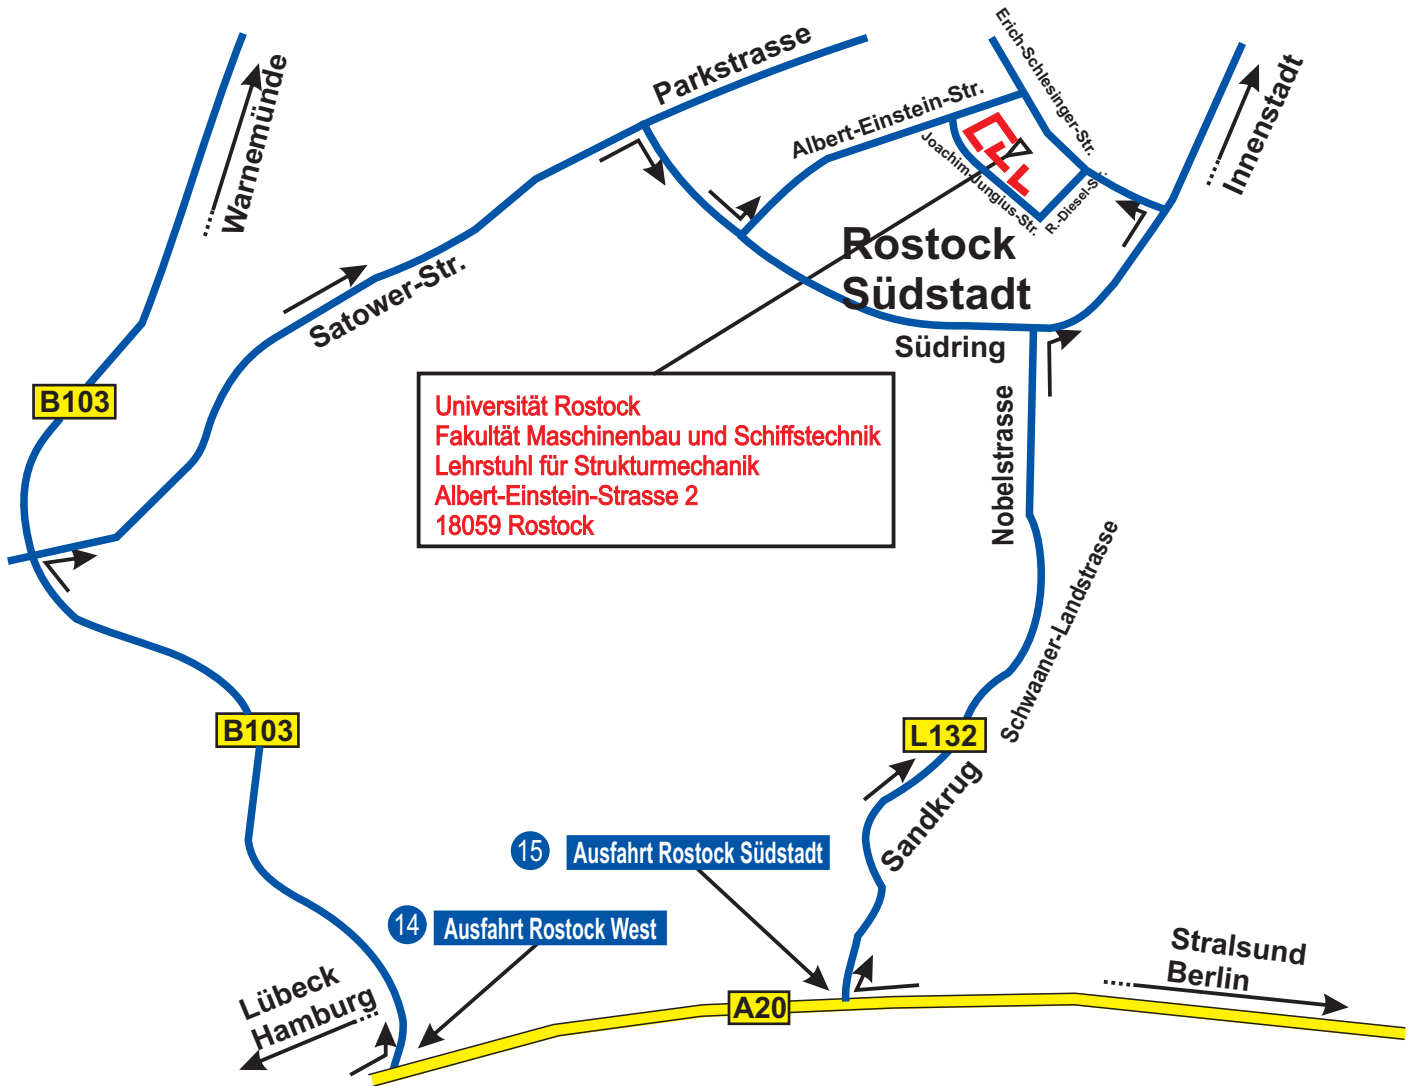 Warnemünde
Parkstrasse
Erich-Schlesinger-Str.
Albert-Einstein-Str.
Innenstadt
Joachim-Jungius-Str.
R.-Diesel-S..
Satower-Str.
Rostock
Südstadt
Südring
B103
Universität Rostock
Fakultät Maschinenbau und Schiffstechnik
Lehrstuhl für Strukturmechanik
Albert-Einstein-Strasse 2
18059 Rostock
Nobelstrasse
Schwaaner-Landstrasse
B103
L132
Sandkrug
15 Ausfahrt Rostock Südstadt
14 Ausfahrt Rostock West
Stralsund
Berlin
Lübeck
Hamburg
A20